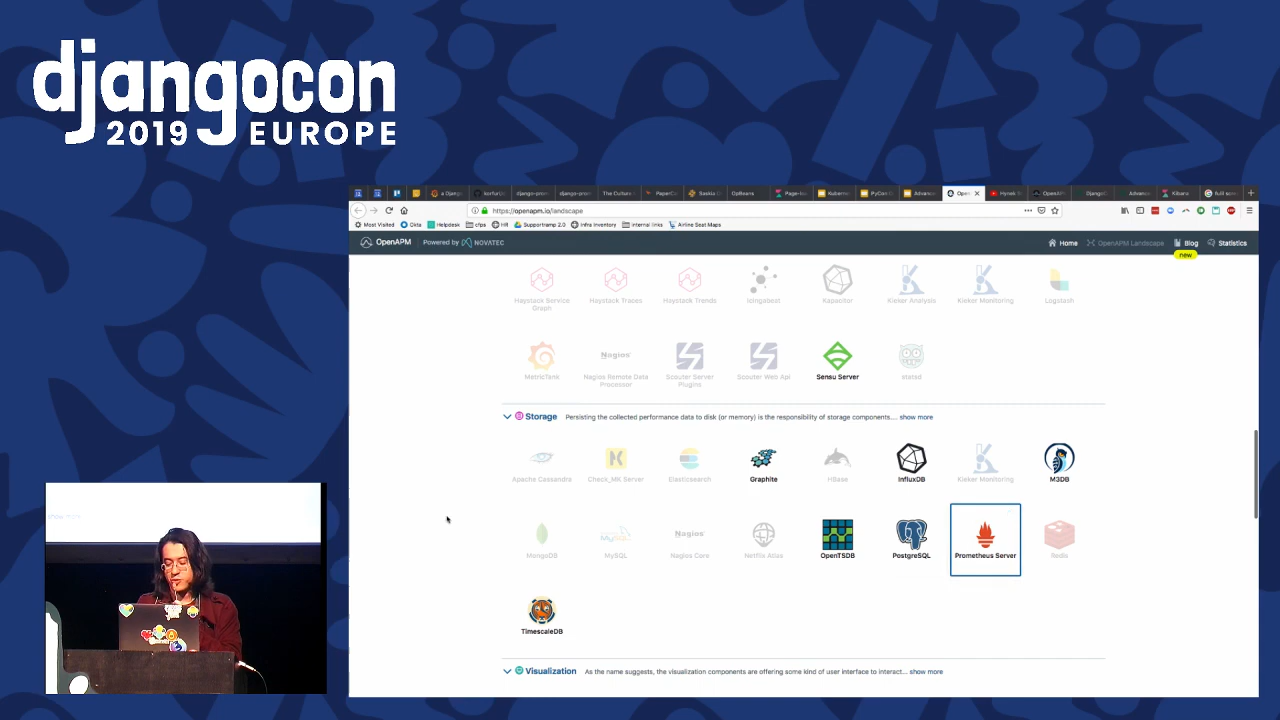 djangocon
2019 EUROPE
https://openapm.io/landscape
Most Visited Okta Helpdesk cfps HR Supportramp 2.0 Infra Inventory Internal links Airline Seat Maps
OpenAPM Powered by NOVATEC Home OpenAPM Landscape Blog Statistics
new
Haystack Service Graph
Haystack Traces
Haystack Trends
Icingabeat
Kapacitor
Kieker Analysis
Kieker Monitoring
Logstash
MetricTank
Nagios
Nagios Remote Data Processor
Scouter Server Plugins
Scouter Web Api
Sensu Server
statsd
Storage Persisting the collected performance data to disk (or memory) is the responsibility of storage components... show more
Apache Cassandra
Check_MK Server
Elasticsearch
Graphite
HBase
InfluxDB
Kieker Monitoring
M3DB
MongoDB
MySQL
MySQL
Nagios
Nagios Core
Netflix Atlas
OpenTSDB
PostgreSQL
Prometheus Server
Redis
TimescaleDB
Visualization As the name suggests, the visualization components are offering some kind of user interface to interact... show more